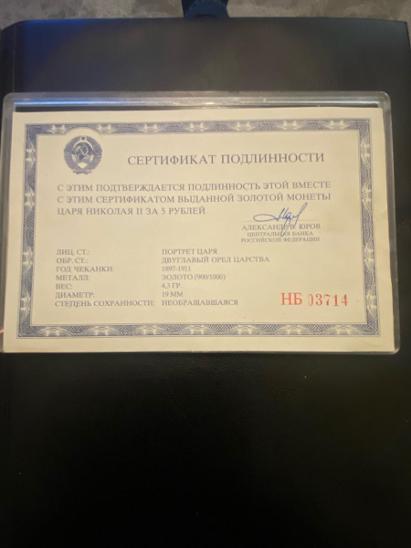 СЕРТИФИКАТ ПОДЛИННОСТИ
С ЭТИМ ПОДТВЕРЖДАЕТСЯ ПОДЛИННОСТЬ ЭТОЙ ВМЕСТЕ
С ЭТИМ СЕРТИФИКАТОМ ВЫДАННОЙ ЗОЛОТОЙ МОНЕТЫ
ЦАРЯ НИКОЛАЯ II ЗА 5 РУБЛЕЙ
АЛЕКСАНДР ЮРОВ
ЦЕНТРАЛЬНАЯ БАНКА
РОССИЙСКОЙ ФЕДЕРАЦИИ
ЛИЦ. СТ.: ПОРТРЕТ ЦАРЯ
ОБР. СТ.: ДВУГЛАВЫЙ ОРЕЛ ЦАРСТВА
ГОД ЧЕКАНКИ: 1897-1911
МЕТАЛЛ: ЗОЛОТО (900/1000)
ВЕС: 4,3 ГР.
ДИАМЕТР: 19 ММ
СТЕПЕНЬ СОХРАННОСТИ: НЕОБРАЩАВШАЯСЯ
НБ 03714